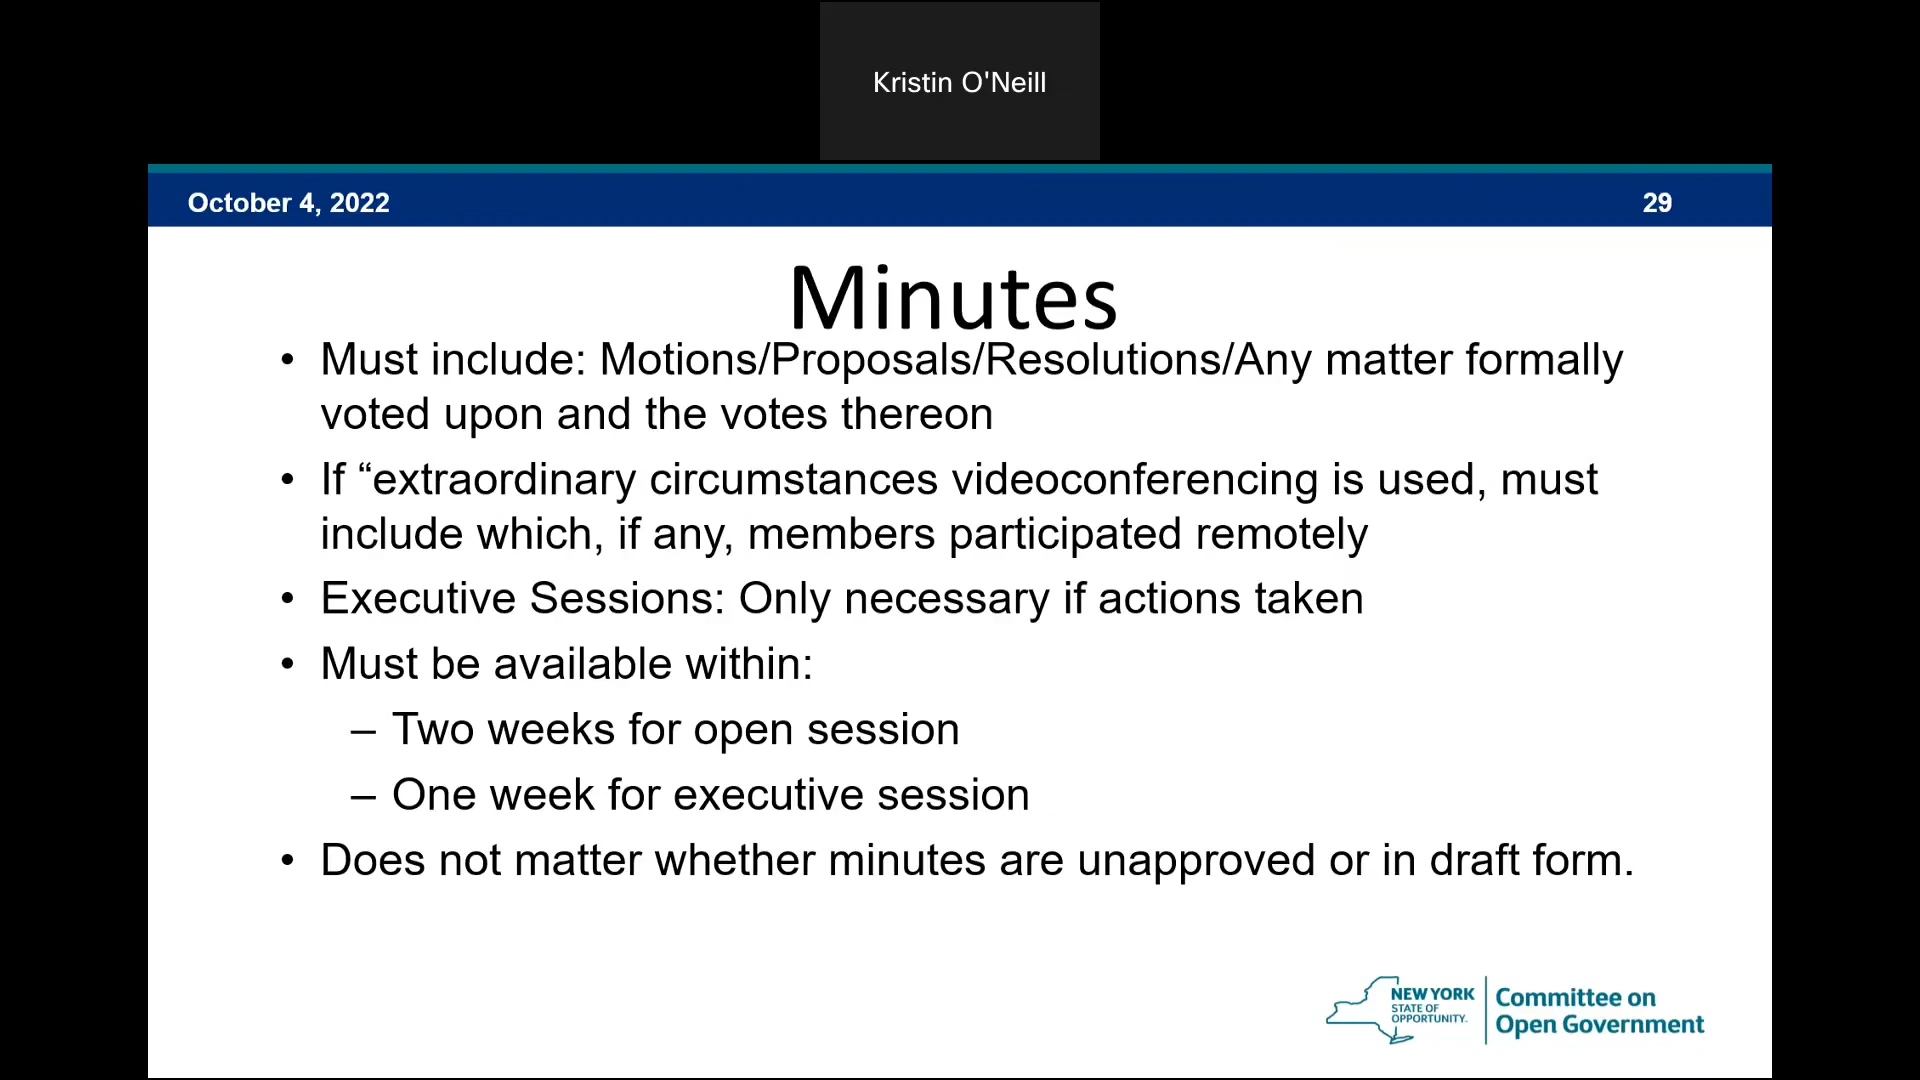 Kristin O'Neill
October 4, 2022
29
Minutes
• Must include: Motions/Proposals/Resolutions/Any matter formally
voted upon and the votes thereon
• If “extraordinary circumstances videoconferencing is used, must
include which, if any, members participated remotely
• Executive Sessions: Only necessary if actions taken
• Must be available within:
– Two weeks for open session
– One week for executive session
• Does not matter whether minutes are unapproved or in draft form.
NEW YORK
STATE OF
OPPORTUNITY.
Committee on
Open Government